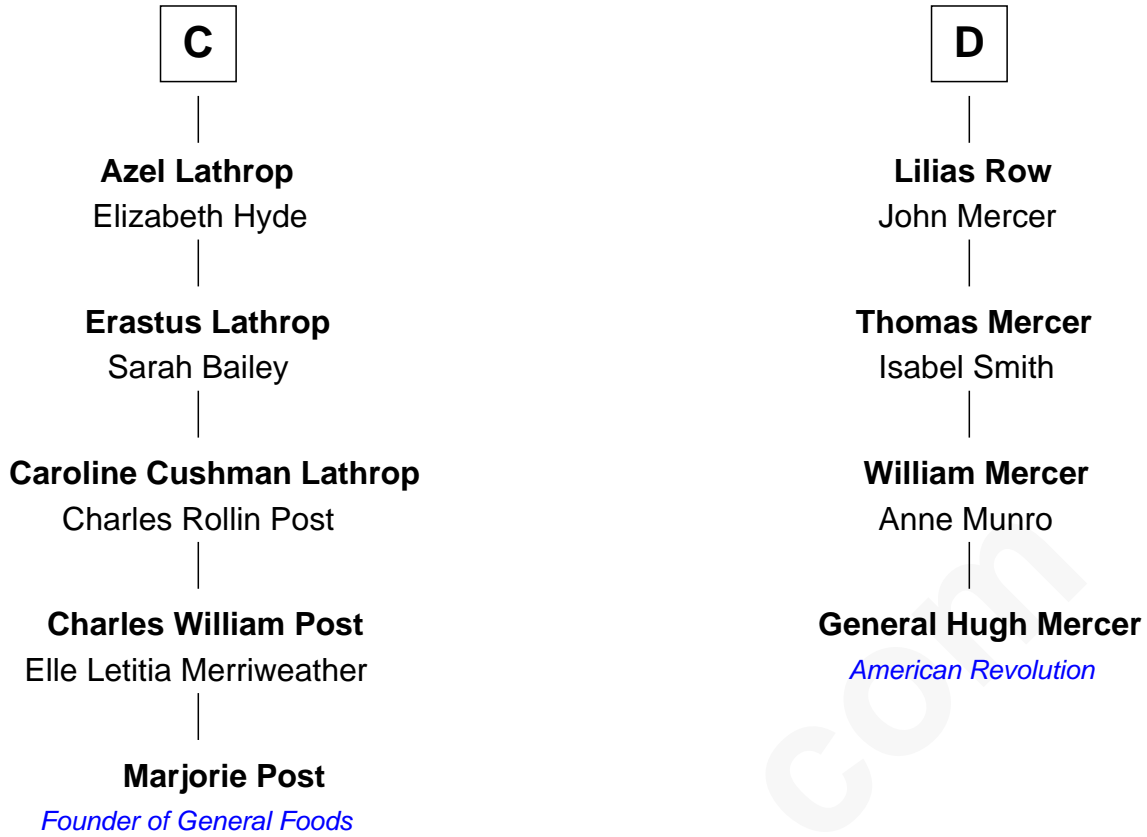 C
Azel Lathrop
Elizabeth Hyde
Erastus Lathrop
Sarah Bailey
Caroline Cushman Lathrop
Charles Rollin Post
Charles William Post
Elle Letitia Merriweather
Marjorie Post
Founder of General Foods
D
Lilias Row
John Mercer
Thomas Mercer
Isabel Smith
William Mercer
Anne Munro
General Hugh Mercer
American Revolution
com